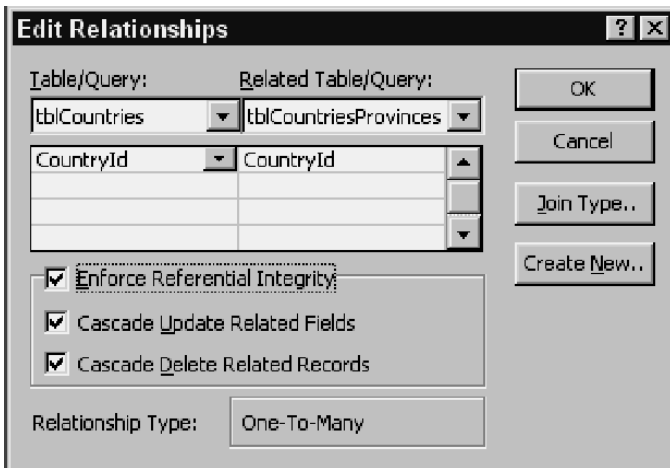 Edit Relationships
Table/Query: Related Table/Query:
tblCountries tblCountriesProvinces
CountryId CountryId
Enforce Referential Integrity
Cascade Update Related Fields
Cascade Delete Related Records
Relationship Type: One-To-Many
OK
Cancel
Join Type..
Create New..